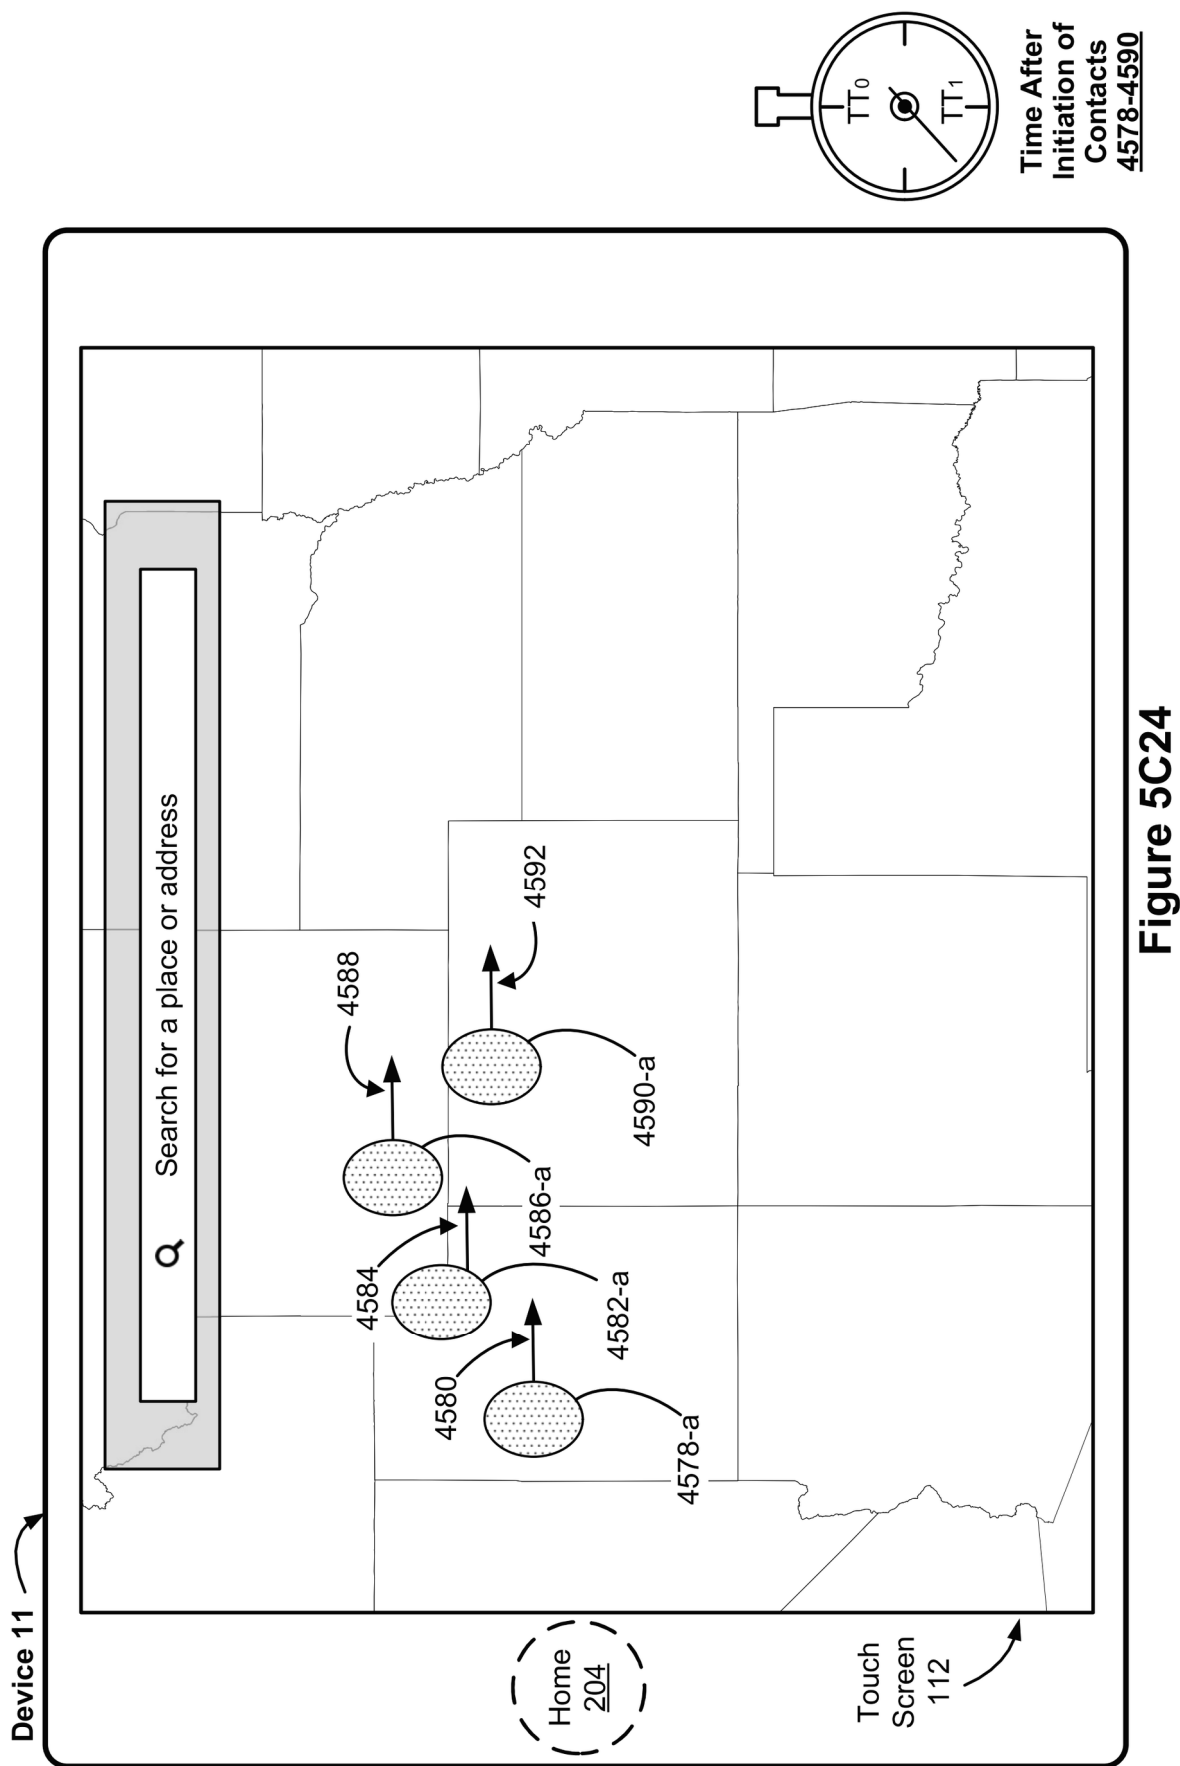 Device 11
Search for a place or address
4588
4592
4584
4586-a
4590-a
4580
4582-a
4578-a
Home
204
Touch
Screen
112
TT0
TT1
Time After
Initiation of
Contacts
4578-4590
Figure 5C24